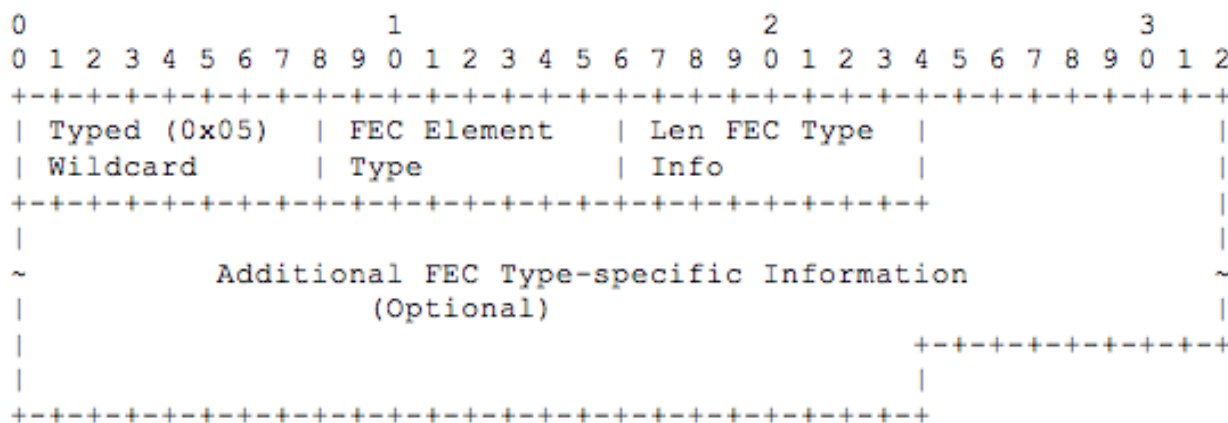 0                   1                   2                   3
0 1 2 3 4 5 6 7 8 9 0 1 2 3 4 5 6 7 8 9 0 1 2 3 4 5 6 7 8 9 0 1 2
+-+-+-+-+-+-+-+-+-+-+-+-+-+-+-+-+-+-+-+-+-+-+-+-+-+-+-+-+-+-+-+-+
| Typed (0x05)  | FEC Element   | Len FEC Type  |               |
| Wildcard      | Type          | Info          |               |
+-+-+-+-+-+-+-+-+-+-+-+-+-+-+-+-+-+-+-+-+-+-+-+-+               |
|                                                               |
~          Additional FEC Type-specific Information             ~
|                  (Optional)                                   |
|                                               +-+-+-+-+-+-+-+-+
|                                               |
+-+-+-+-+-+-+-+-+-+-+-+-+-+-+-+-+-+-+-+-+-+-+-+-+